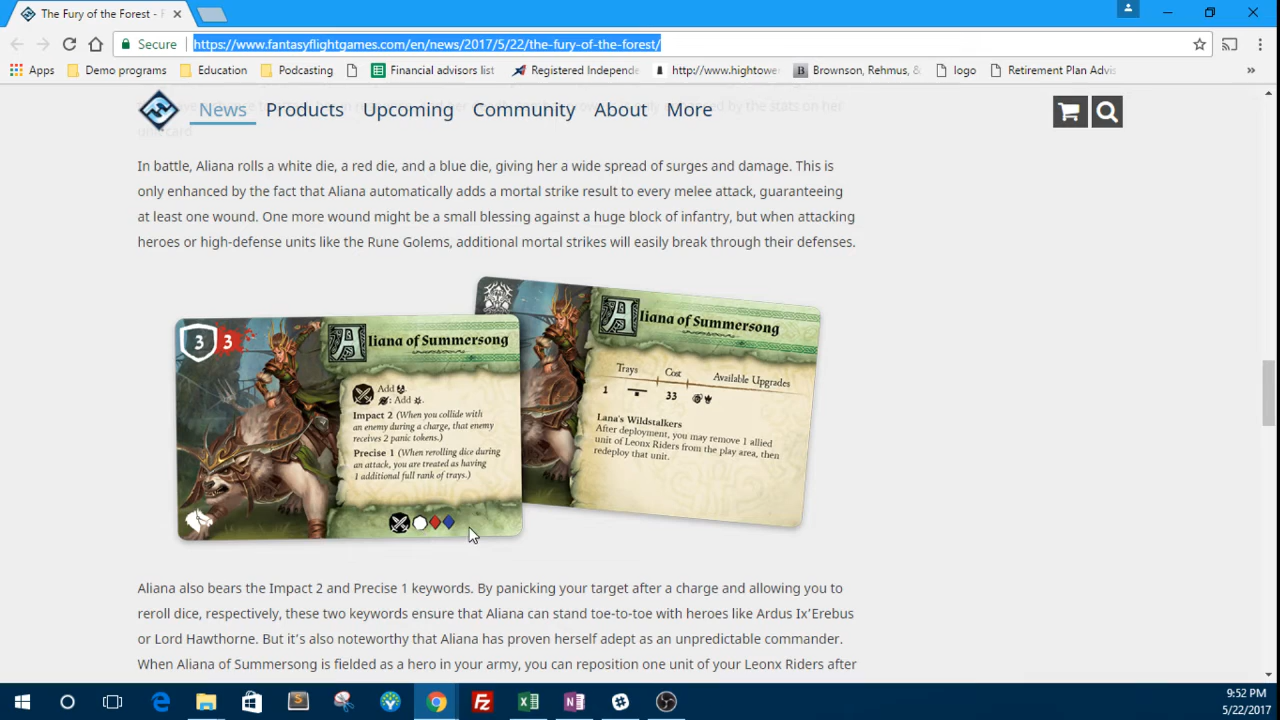 The Fury of the Forest - F
Secure
https://www.fantasyflightgames.com/en/news/2017/5/22/the-fury-of-the-forest/
Apps
Demo programs
Education
Podcasting
Financial advisors list
Registered Independe
http://www.hightowe
Brownson, Rehmus, &
logo
Retirement Plan Advis
»
News Products Upcoming Community About More
by the stats on her
unit card.
In battle, Aliana rolls a white die, a red die, and a blue die, giving her a wide spread of surges and damage. This is
only enhanced by the fact that Aliana automatically adds a mortal strike result to every melee attack, guaranteeing
at least one wound. One more wound might be a small blessing against a huge block of infantry, but when attacking
heroes or high-defense units like the Rune Golems, additional mortal strikes will easily break through their defenses.
3 3
Aliana of Summersong
Add
: Add
Impact 2 (When you collide with
an enemy during a charge, that enemy
receives 2 panic tokens.)
Precise 1 (When rerolling dice during
an attack, you are treated as having
1 additional full rank of trays.)
Aliana of Summersong
Trays Cost Available Upgrades
1 33
Lana's Wildstalkers
After deployment, you may remove 1 allied
unit of Leonx Riders from the play area, then
redeploy that unit.
Aliana also bears the Impact 2 and Precise 1 keywords. By panicking your target after a charge and allowing you to
reroll dice, respectively, these two keywords ensure that Aliana can stand toe-to-toe with heroes like Ardus Ix'Erebus
or Lord Hawthorne. But it's also noteworthy that Aliana has proven herself adept as an unpredictable commander.
When Aliana of Summersong is fielded as a hero in your army, you can reposition one unit of your Leonx Riders after
9:52 PM
5/22/2017